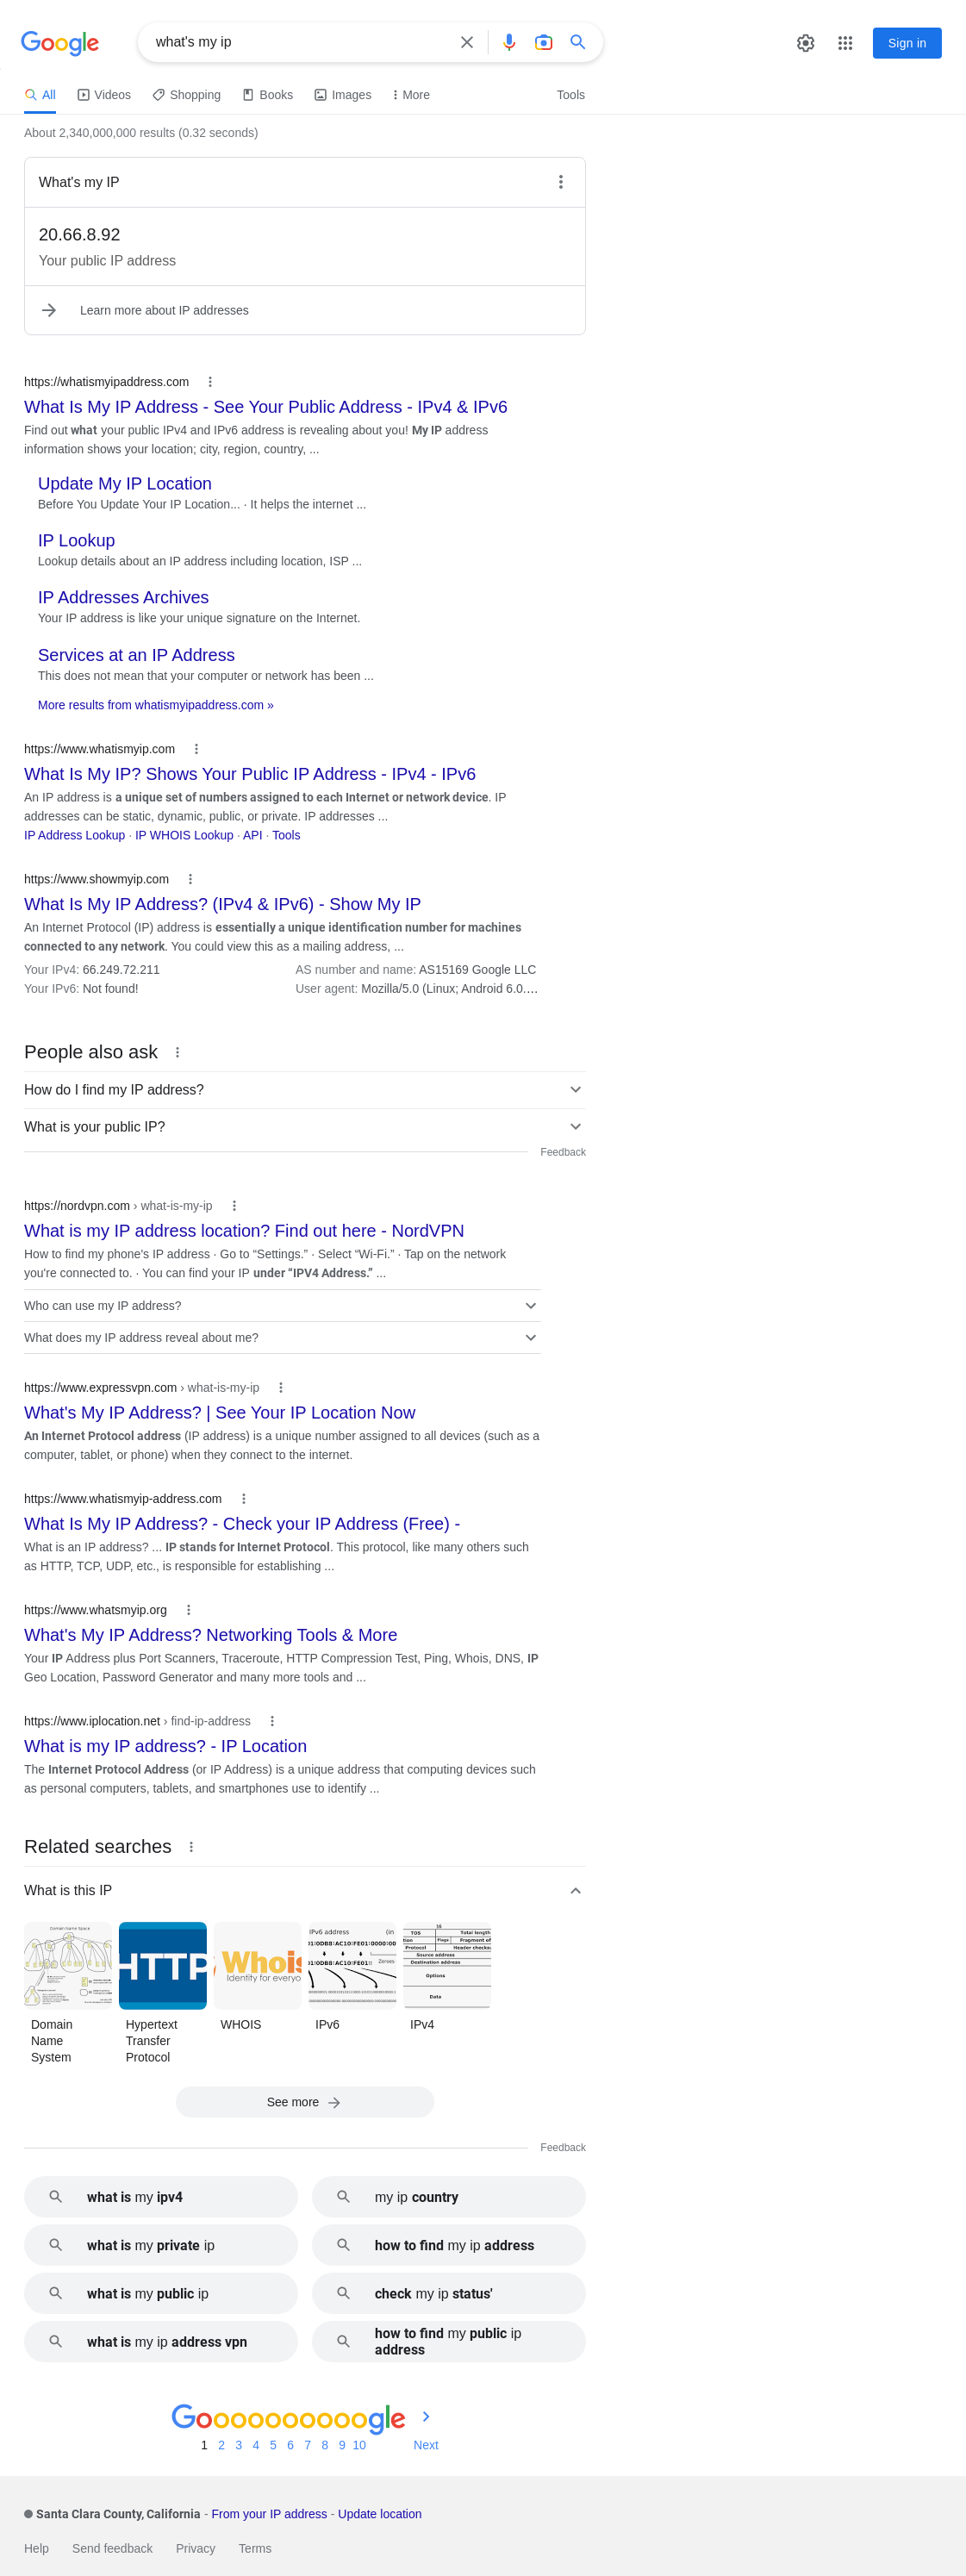 Google
what's my ip
Sign in
All
Videos
Shopping
Books
Images
More
Tools
About 2,340,000,000 results (0.32 seconds)
What's my IP
20.66.8.92
Your public IP address
Learn more about IP addresses
https://whatismyipaddress.com
What Is My IP Address - See Your Public Address - IPv4 & IPv6
Find out what your public IPv4 and IPv6 address is revealing about you! My IP address
information shows your location; city, region, country, ...
Update My IP Location
Before You Update Your IP Location... · It helps the internet ...
IP Lookup
Lookup details about an IP address including location, ISP ...
IP Addresses Archives
Your IP address is like your unique signature on the Internet.
Services at an IP Address
This does not mean that your computer or network has been ...
More results from whatismyipaddress.com »
https://www.whatismyip.com
What Is My IP? Shows Your Public IP Address - IPv4 - IPv6
An IP address is a unique set of numbers assigned to each Internet or network device. IP
addresses can be static, dynamic, public, or private. IP addresses ...
IP Address Lookup · IP WHOIS Lookup · API · Tools
https://www.showmyip.com
What Is My IP Address? (IPv4 & IPv6) - Show My IP
An Internet Protocol (IP) address is essentially a unique identification number for machines
connected to any network. You could view this as a mailing address, ...
Your IPv4: 66.249.72.211
AS number and name: AS15169 Google LLC
Your IPv6: Not found!
User agent: Mozilla/5.0 (Linux; Android 6.0....
People also ask
How do I find my IP address?
What is your public IP?
Feedback
https://nordvpn.com › what-is-my-ip
What is my IP address location? Find out here - NordVPN
How to find my phone's IP address · Go to “Settings.” · Select “Wi-Fi.” · Tap on the network
you're connected to. · You can find your IP under “IPV4 Address.” ...
Who can use my IP address?
What does my IP address reveal about me?
https://www.expressvpn.com › what-is-my-ip
What's My IP Address? | See Your IP Location Now
An Internet Protocol address (IP address) is a unique number assigned to all devices (such as a
computer, tablet, or phone) when they connect to the internet.
https://www.whatismyip-address.com
What Is My IP Address? - Check your IP Address (Free) -
What is an IP address? ... IP stands for Internet Protocol. This protocol, like many others such
as HTTP, TCP, UDP, etc., is responsible for establishing ...
https://www.whatsmyip.org
What's My IP Address? Networking Tools & More
Your IP Address plus Port Scanners, Traceroute, HTTP Compression Test, Ping, Whois, DNS, IP
Geo Location, Password Generator and many more tools and ...
https://www.iplocation.net › find-ip-address
What is my IP address? - IP Location
The Internet Protocol Address (or IP Address) is a unique address that computing devices such
as personal computers, tablets, and smartphones use to identify ...
Related searches
What is this IP
Domain Name Space
HTTP
Whois
Identity for everyo
IPv6 address (in
Zeroes
16
TOS
Total length
Flags
Fragment of
Protocol
Header checksu
Source address
Destination address
Options
Data
Domain
Name
System
Hypertext
Transfer
Protocol
WHOIS
IPv6
IPv4
See more
Feedback
what is my ipv4
my ip country
what is my private ip
how to find my ip address
what is my public ip
check my ip status'
what is my ip address vpn
how to find my public ip
address
Goooooooooogle
1 2 3 4 5 6 7 8 9 10 Next
Santa Clara County, California - From your IP address - Update location
Help
Send feedback
Privacy
Terms